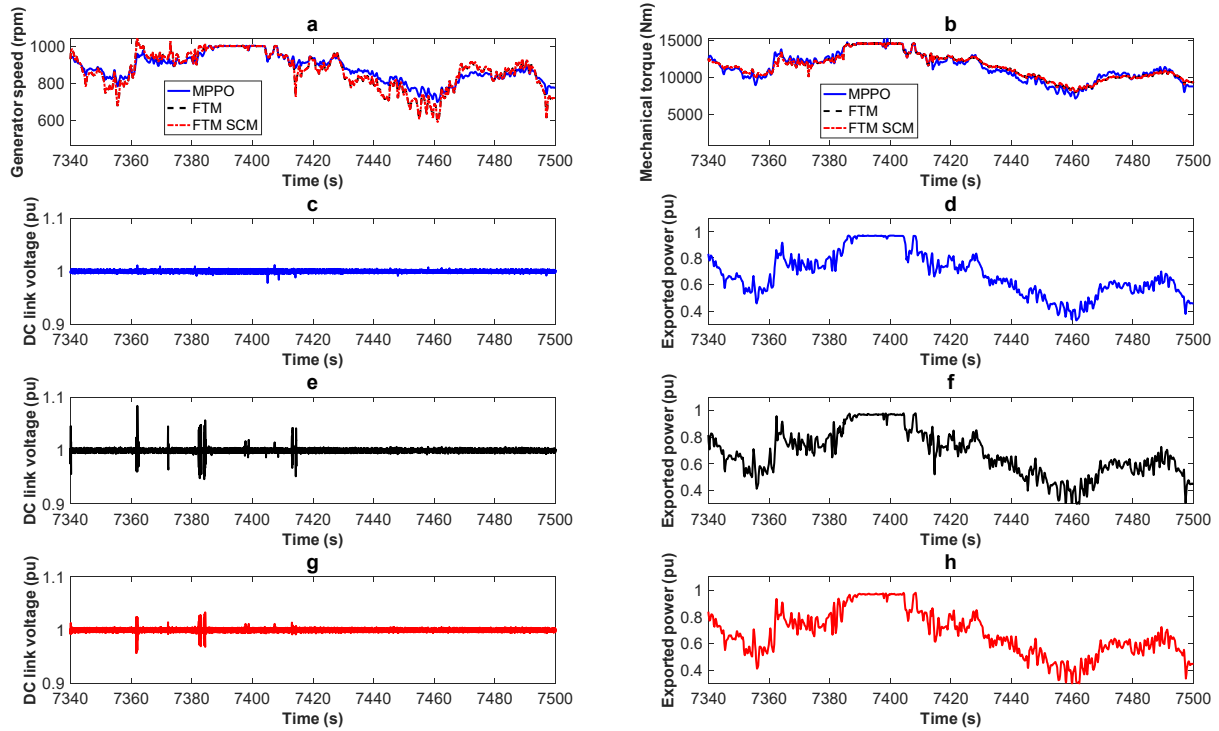 a
Generator speed (rpm)
1000
800
600
MPPO
FTM
FTM SCM
7340 7360 7380 7400 7420 7440 7460 7480 7500
Time (s)
b
Mechanical torque (Nm)
15000
10000
5000
MPPO
FTM
FTM SCM
7340 7360 7380 7400 7420 7440 7460 7480 7500
Time (s)
c
DC link voltage (pu)
1.1
1
0.9
7340 7360 7380 7400 7420 7440 7460 7480 7500
Time (s)
d
Exported power (pu)
1
0.8
0.6
0.4
7340 7360 7380 7400 7420 7440 7460 7480 7500
Time (s)
e
DC link voltage (pu)
1.1
1
0.9
7340 7360 7380 7400 7420 7440 7460 7480 7500
Time (s)
f
Exported power (pu)
1
0.8
0.6
0.4
7340 7360 7380 7400 7420 7440 7460 7480 7500
Time (s)
g
DC link voltage (pu)
1.1
1
0.9
7340 7360 7380 7400 7420 7440 7460 7480 7500
Time (s)
h
Exported power (pu)
1
0.8
0.6
0.4
7340 7360 7380 7400 7420 7440 7460 7480 7500
Time (s)